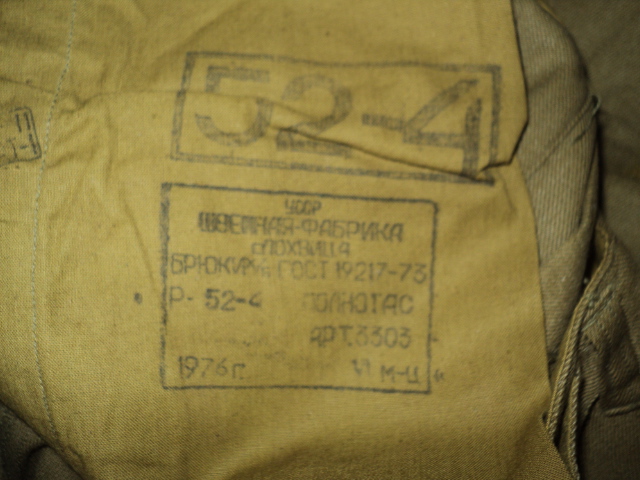 52-4
УССР
ШВЕЙНАЯ ФАБРИКА
г. ЛОХВИЦА
БРЮКИ ГОСТ 19217-73
Р- 52-4 ПОЛНОТА С
АРТ. 3303
1976 г. VI М-Ц